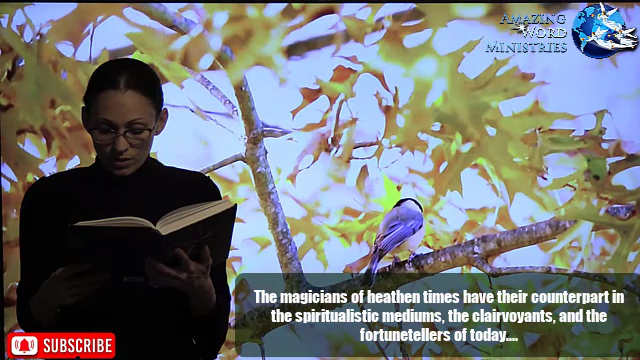 AMAZING
WORD
MINISTRIES
The magicians of heathen times have their counterpart in
the spiritualistic mediums, the clairvoyants, and the
fortunetellers of today....
SUBSCRIBE